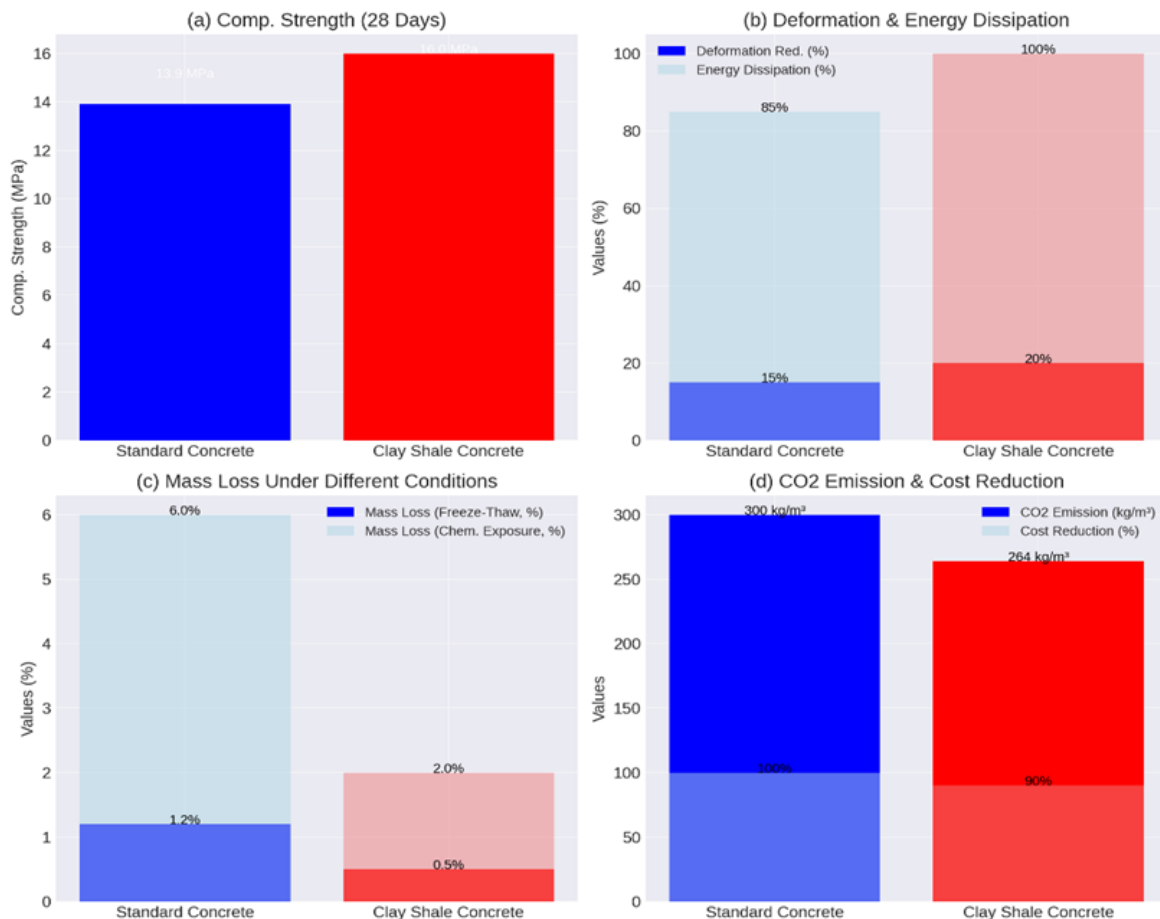 (a) Comp. Strength (28 Days)
Comp. Strength (MPa)
16
14
12
10
8
6
4
2
0
13.9 MPa
16.0 MPa
Standard Concrete
Clay Shale Concrete
(b) Deformation & Energy Dissipation
Values (%)
100
80
60
40
20
0
Deformation Red. (%)
Energy Dissipation (%)
85%
100%
15%
20%
Standard Concrete
Clay Shale Concrete
(c) Mass Loss Under Different Conditions
Values (%)
6
5
4
3
2
1
0
Mass Loss (Freeze-Thaw, %)
Mass Loss (Chem. Exposure, %)
6.0%
2.0%
1.2%
0.5%
Standard Concrete
Clay Shale Concrete
(d) CO2 Emission & Cost Reduction
Values
300
250
200
150
100
50
0
CO2 Emission (kg/m³)
Cost Reduction (%)
300 kg/m³
264 kg/m³
100%
90%
Standard Concrete
Clay Shale Concrete